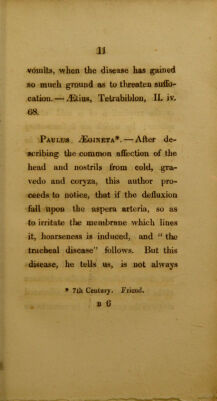 11
vomits, when the disease has gained
so much ground as to threaten suffo-
cation.—Ætius, Tetrabiblon, II. iv.
68.
PAULUS ÆGINETA*.—After de-
scribing the common affection of the
head and nostrils from cold, gra-
vedo and coryza, this author pro-
ceeds to notice, that if the defluxion
fall upon the aspera arteria, so as
to irritate the membrane which lines
it, hoarseness is induced, and “the
tracheal disease” follows. But this
disease, he tells us, is not always
* 7th Century. Friend.
B 6